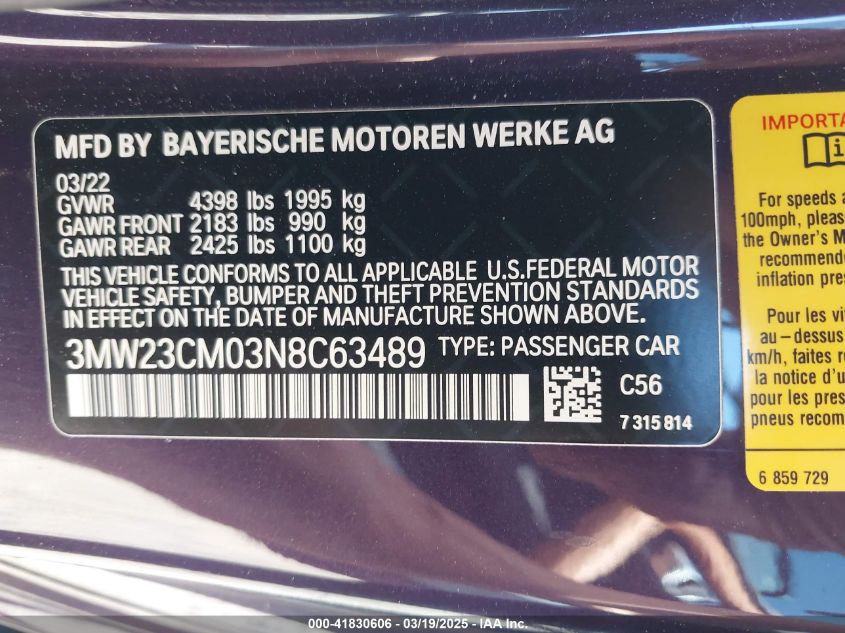 MFD BY BAYERISCHE MOTOREN WERKE AG
03/22
GVWR 4398 lbs 1995 kg
GAWR FRONT 2183 lbs 990 kg
GAWR REAR 2425 lbs 1100 kg
THIS VEHICLE CONFORMS TO ALL APPLICABLE U.S.FEDERAL MOTOR
VEHICLE SAFETY, BUMPER AND THEFT PREVENTION STANDARDS
IN EFFECT ON THE DATE OF MANUFACTURE SHOWN ABOVE.
3MW23CM03N8C63489 TYPE: PASSENGER CAR
C56
7 315 814
IMPORTA
For speeds a
100mph, please
the Owner's M
recommende
inflation pres
Pour les vi
au-dessus
km/h, faites r
la notice d'u
pour les pres
pneus recom
6 859 729
000-41830606 - 03/19/2025 - IAA Inc.